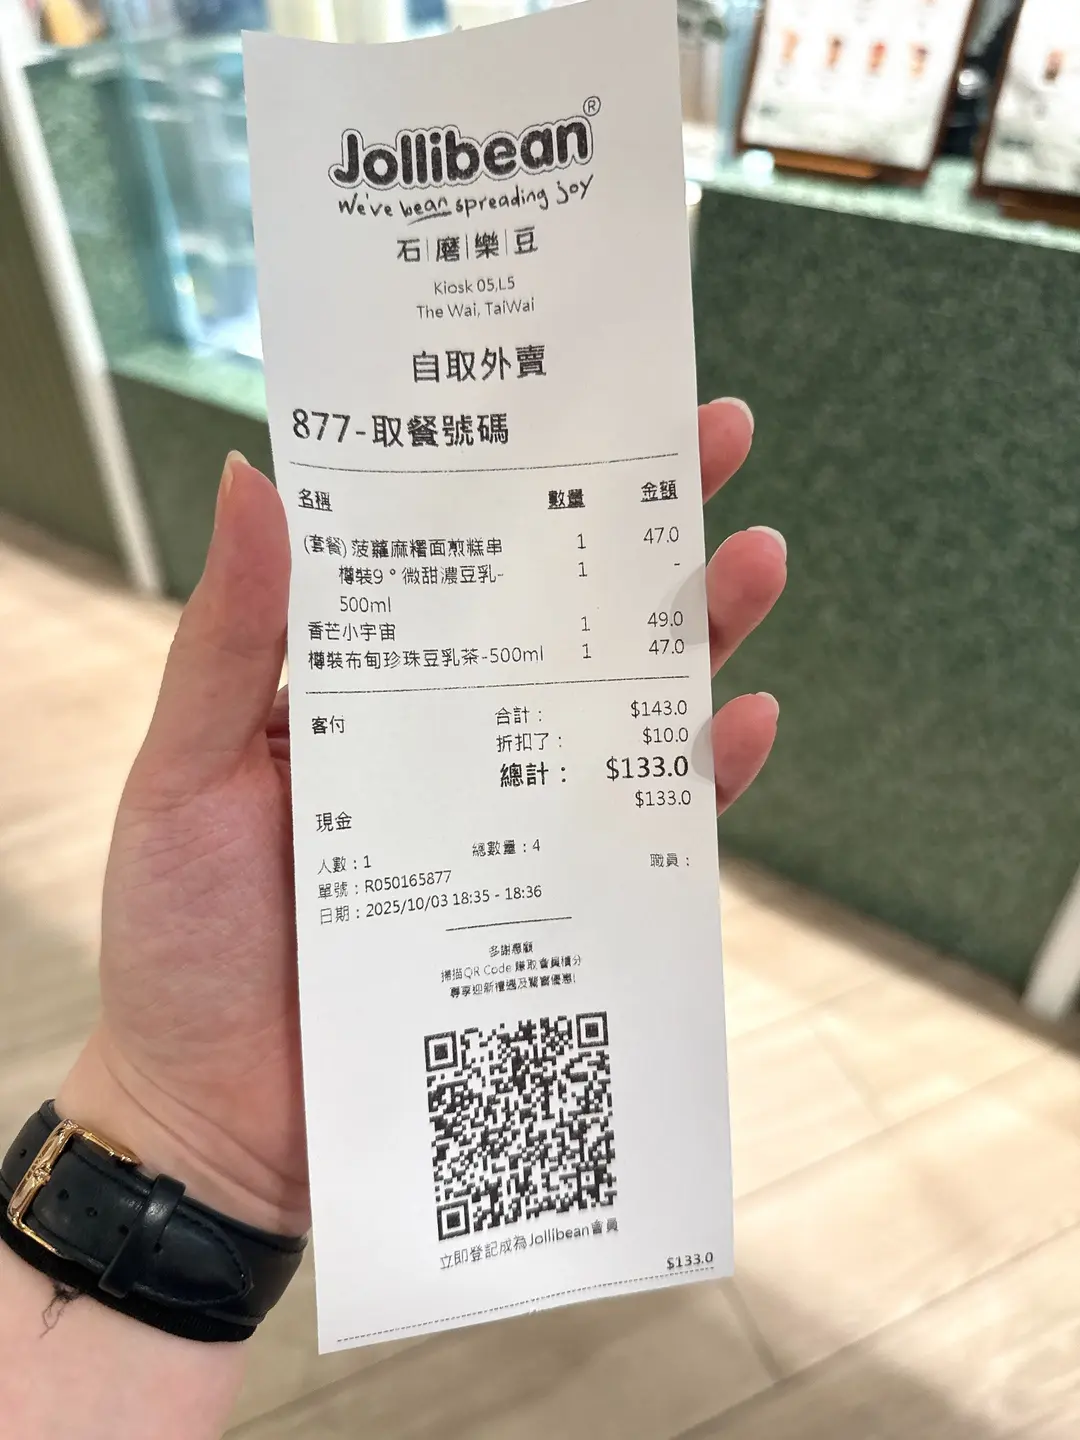 Jollibean®
We've bean spreading joy
石|磨|樂|豆
Kiosk 05,L5
The Wai, TaiWai
自取外賣
877-取餐號碼
名稱 數量 金額
(套餐) 菠蘿麻糬面煎糕串 1 47.0
樽裝9°微甜濃豆乳- 1 -
500ml
香芒小宇宙 1 49.0
樽裝布甸珍珠豆乳茶-500ml 1 47.0
客付 合計： $143.0
折扣了： $10.0
總計： $133.0
現金 $133.0
人數：1 總數量：4
單號：R050165877 職員：
日期：2025/10/03 18:35 - 18:36
多謝惠顧
掃描QR Code 賺取會員積分
尊享迎新禮遇及驚喜優惠!
立即登記成為Jollibean會員
$133.0